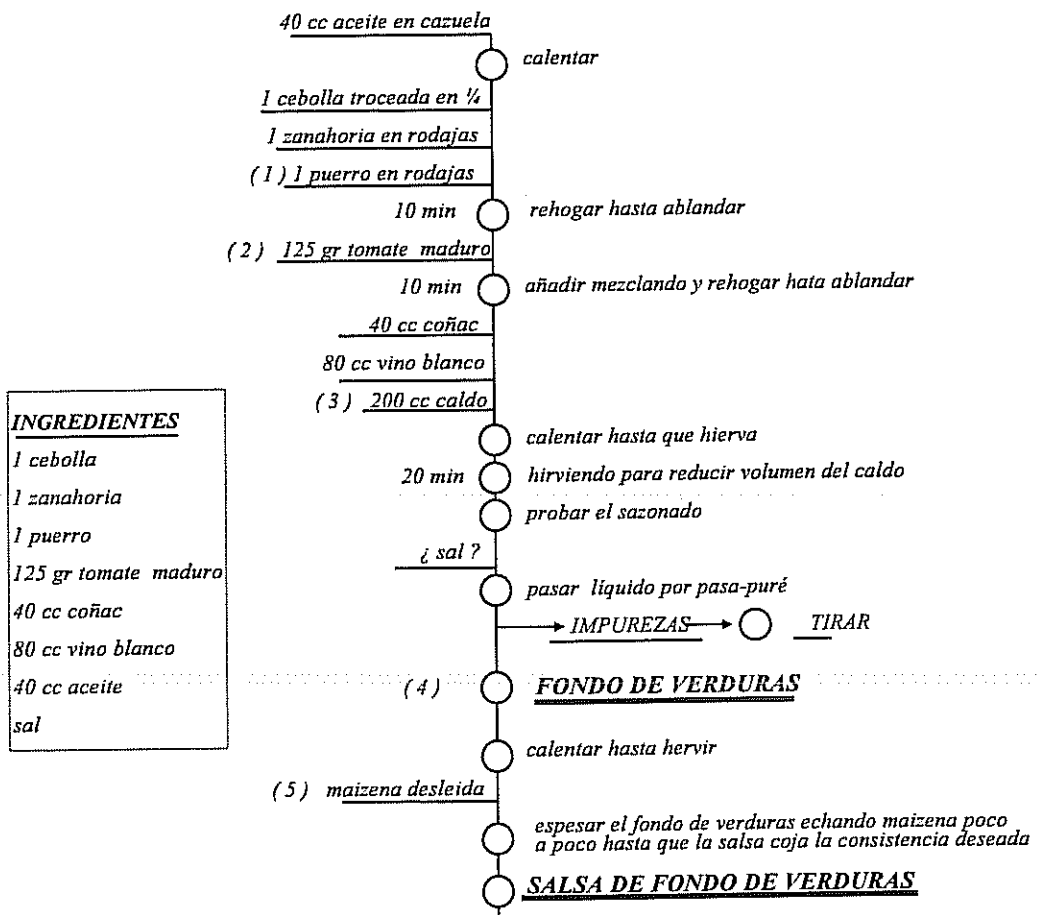 40 cc aceite en cazuela
calentar
1 cebolla troceada en ¼
1 zanahoria en rodajas
(1) 1 puerro en rodajas
10 min rehogar hasta ablandar
(2) 125 gr tomate maduro
10 min añadir mezclando y rehogar hata ablandar
40 cc coñac
80 cc vino blanco
(3) 200 cc caldo
calentar hasta que hierva
20 min hirviendo para reducir volumen del caldo
probar el sazonado
¿ sal ?
pasar líquido por pasa-puré
IMPUREZAS TIRAR
(4) FONDO DE VERDURAS
calentar hasta hervir
(5) maizena desleida
espesar el fondo de verduras echando maizena poco
a poco hasta que la salsa coja la consistencia deseada
SALSA DE FONDO DE VERDURAS
INGREDIENTES
1 cebolla
1 zanahoria
1 puerro
125 gr tomate maduro
40 cc coñac
80 cc vino blanco
40 cc aceite
sal